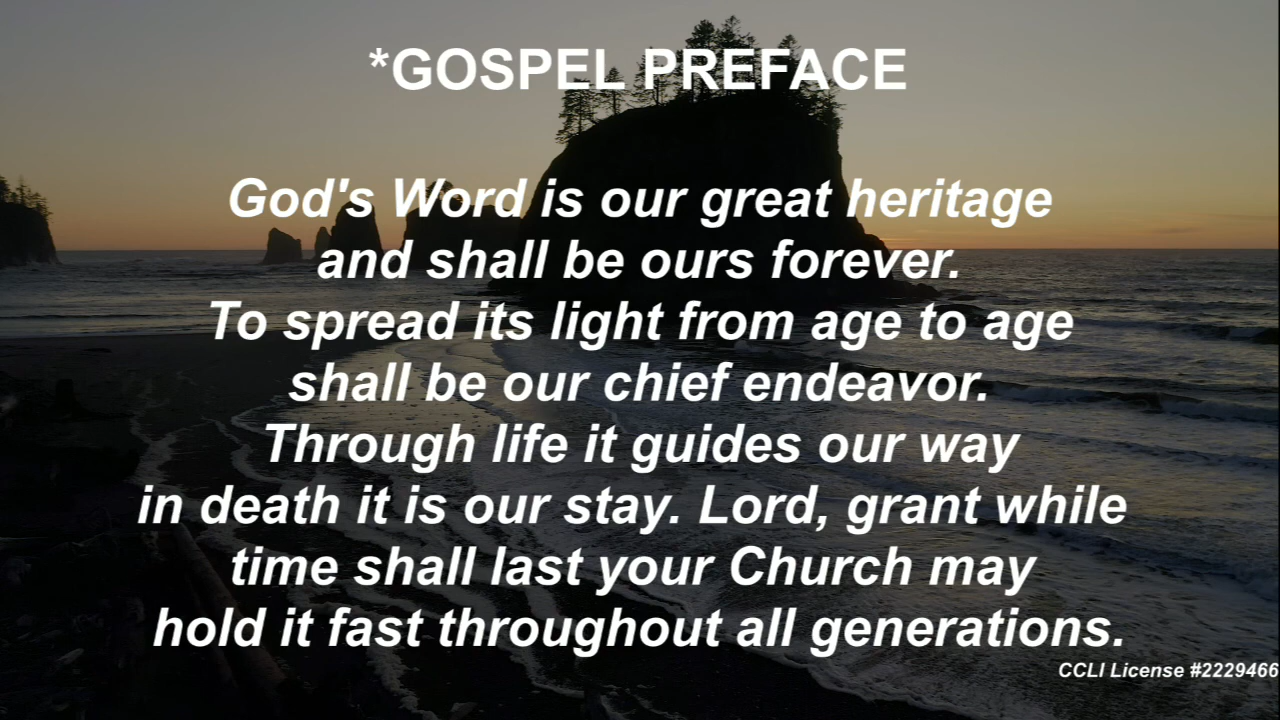 *GOSPEL PREFACE
God's Word is our great heritage
and shall be ours forever.
To spread its light from age to age
shall be our chief endeavor.
Through life it guides our way
in death it is our stay. Lord, grant while
time shall last your Church may
hold it fast throughout all generations.
CCLI License #2229466